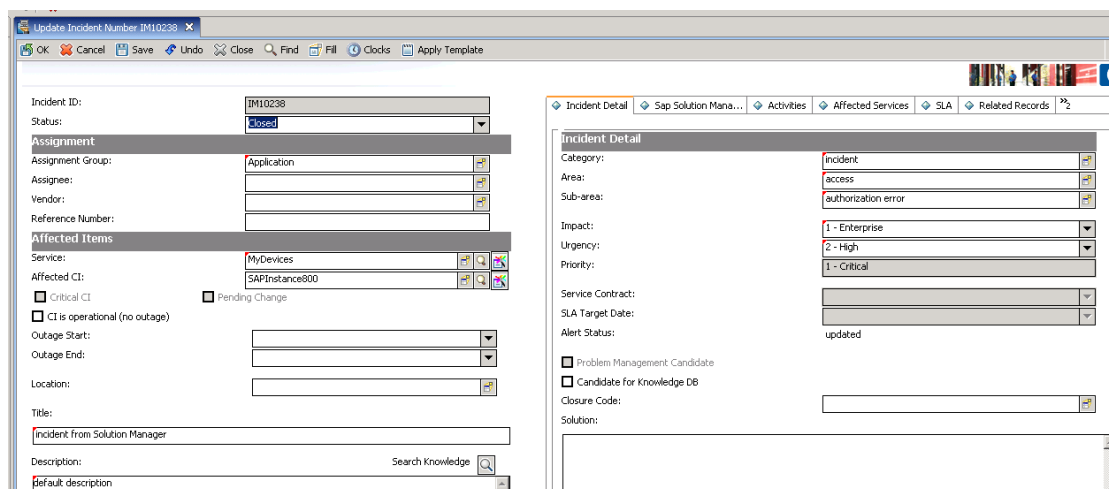 Update Incident Number IM10238
OK Cancel Save Undo Close Find Fill Clocks Apply Template
Incident ID: IM10238
Status: Closed
Assignment
Assignment Group: Application
Assignee:
Vendor:
Reference Number:
Affected Items
Service: MyDevices
Affected CI: SAPInstance800
Critical CI Pending Change
CI is operational (no outage)
Outage Start:
Outage End:
Location:
Title:
incident from Solution Manager
Description: Search Knowledge
default description
Incident Detail Sap Solution Mana... Activities Affected Services SLA Related Records 2
Incident Detail
Category: incident
Area: access
Sub-area: authorization error
Impact: 1 - Enterprise
Urgency: 2 - High
Priority: 1 - Critical
Service Contract:
SLA Target Date:
Alert Status: updated
Problem Management Candidate
Candidate for Knowledge DB
Closure Code:
Solution: